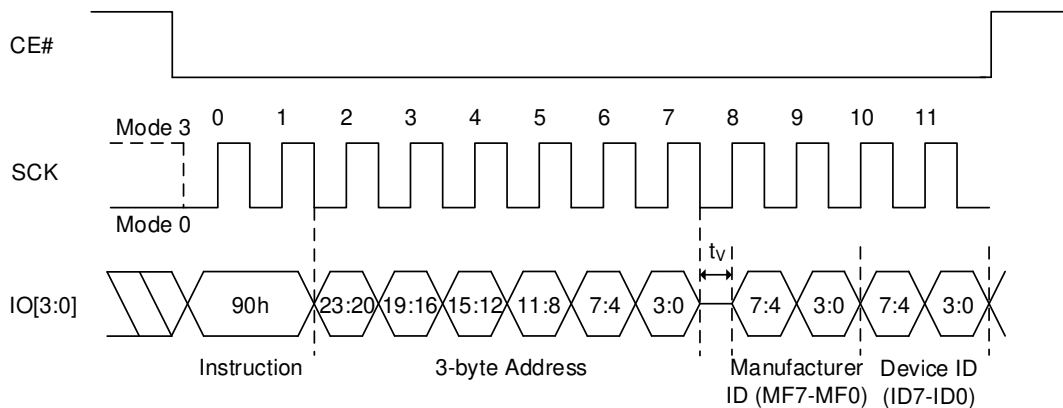 CE#
0 1 2 3 4 5 6 7 8 9 10 11
Mode 3
SCK
Mode 0
tV
IO[3:0] 90h 23:20 19:16 15:12 11:8 7:4 3:0 7:4 3:0 7:4 3:0
Instruction 3-byte Address Manufacturer Device ID
ID (MF7-MF0) (ID7-ID0)